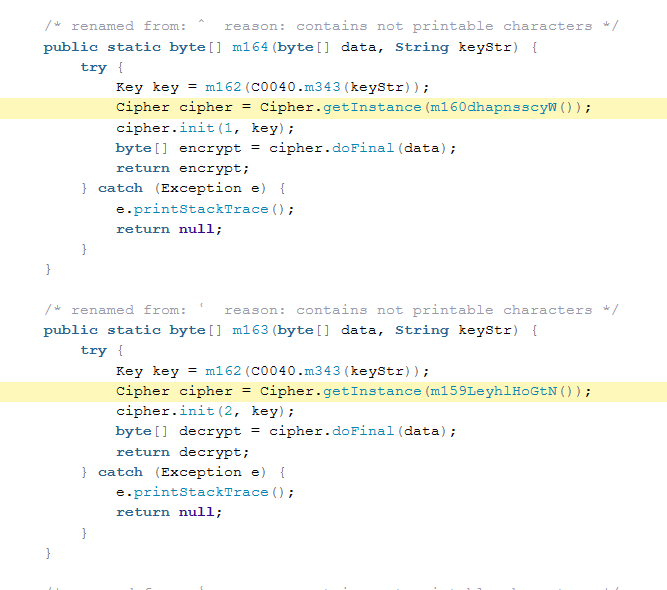 /* renamed from: ˆ  reason: contains not printable characters */
public static byte[] m164(byte[] data, String keyStr) {
try {
Key key = m162(C0040.m343(keyStr));
Cipher cipher = Cipher.getInstance(m160dhapnsscyW());
cipher.init(1, key);
byte[] encrypt = cipher.doFinal(data);
return encrypt;
} catch (Exception e) {
e.printStackTrace();
return null;
}
}
/* renamed from: ʿ  reason: contains not printable characters */
public static byte[] m163(byte[] data, String keyStr) {
try {
Key key = m162(C0040.m343(keyStr));
Cipher cipher = Cipher.getInstance(m159LeyhlHoGtN());
cipher.init(2, key);
byte[] decrypt = cipher.doFinal(data);
return decrypt;
} catch (Exception e) {
e.printStackTrace();
return null;
}
}